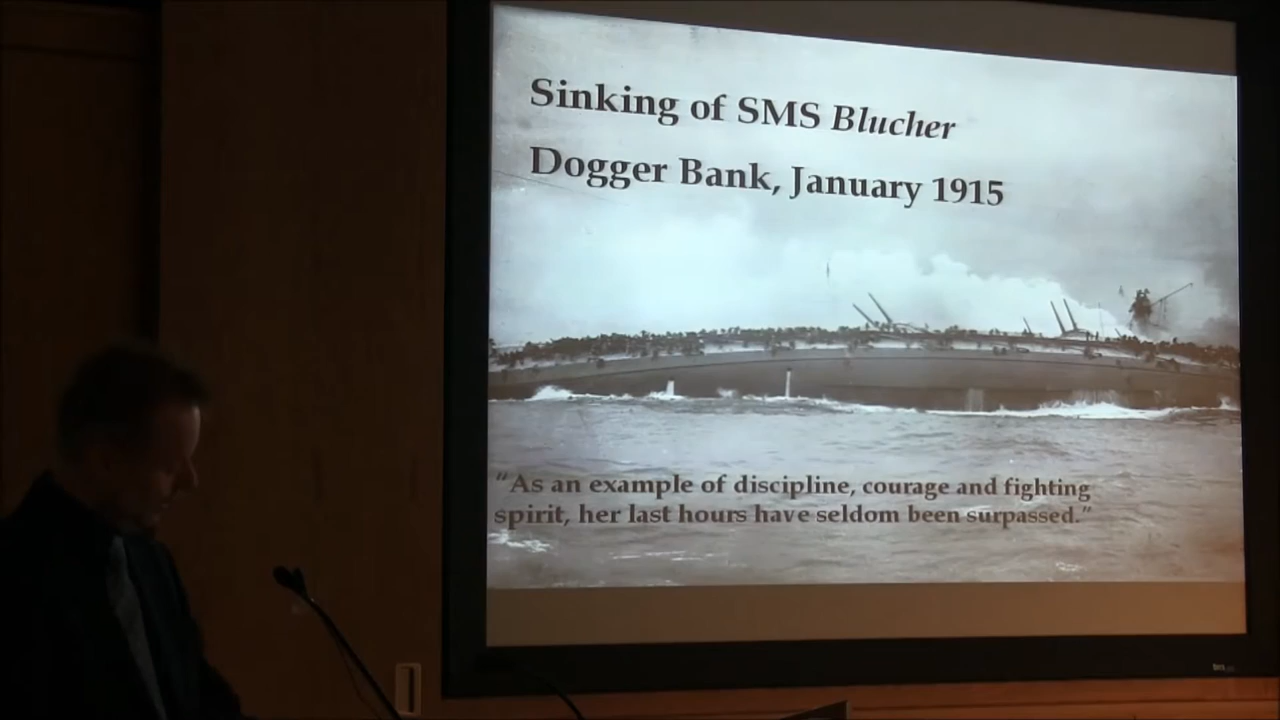 Sinking of SMS Blucher
Dogger Bank, January 1915
"As an example of discipline, courage and fighting
spirit, her last hours have seldom been surpassed."